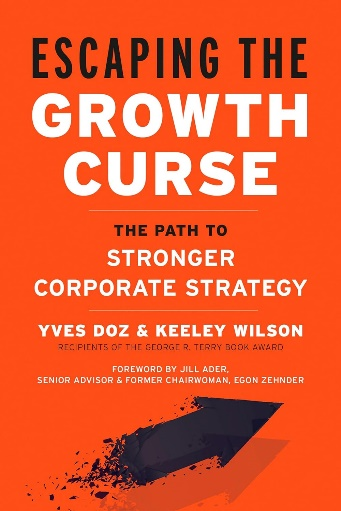 ESCAPING THE
GROWTH
CURSE
THE PATH TO
STRONGER
CORPORATE STRATEGY
YVES DOZ & KEELEY WILSON
RECIPIENTS OF THE GEORGE R. TERRY BOOK AWARD
FOREWORD BY JILL ADER,
SENIOR ADVISOR & FORMER CHAIRWOMAN, EGON ZEHNDER